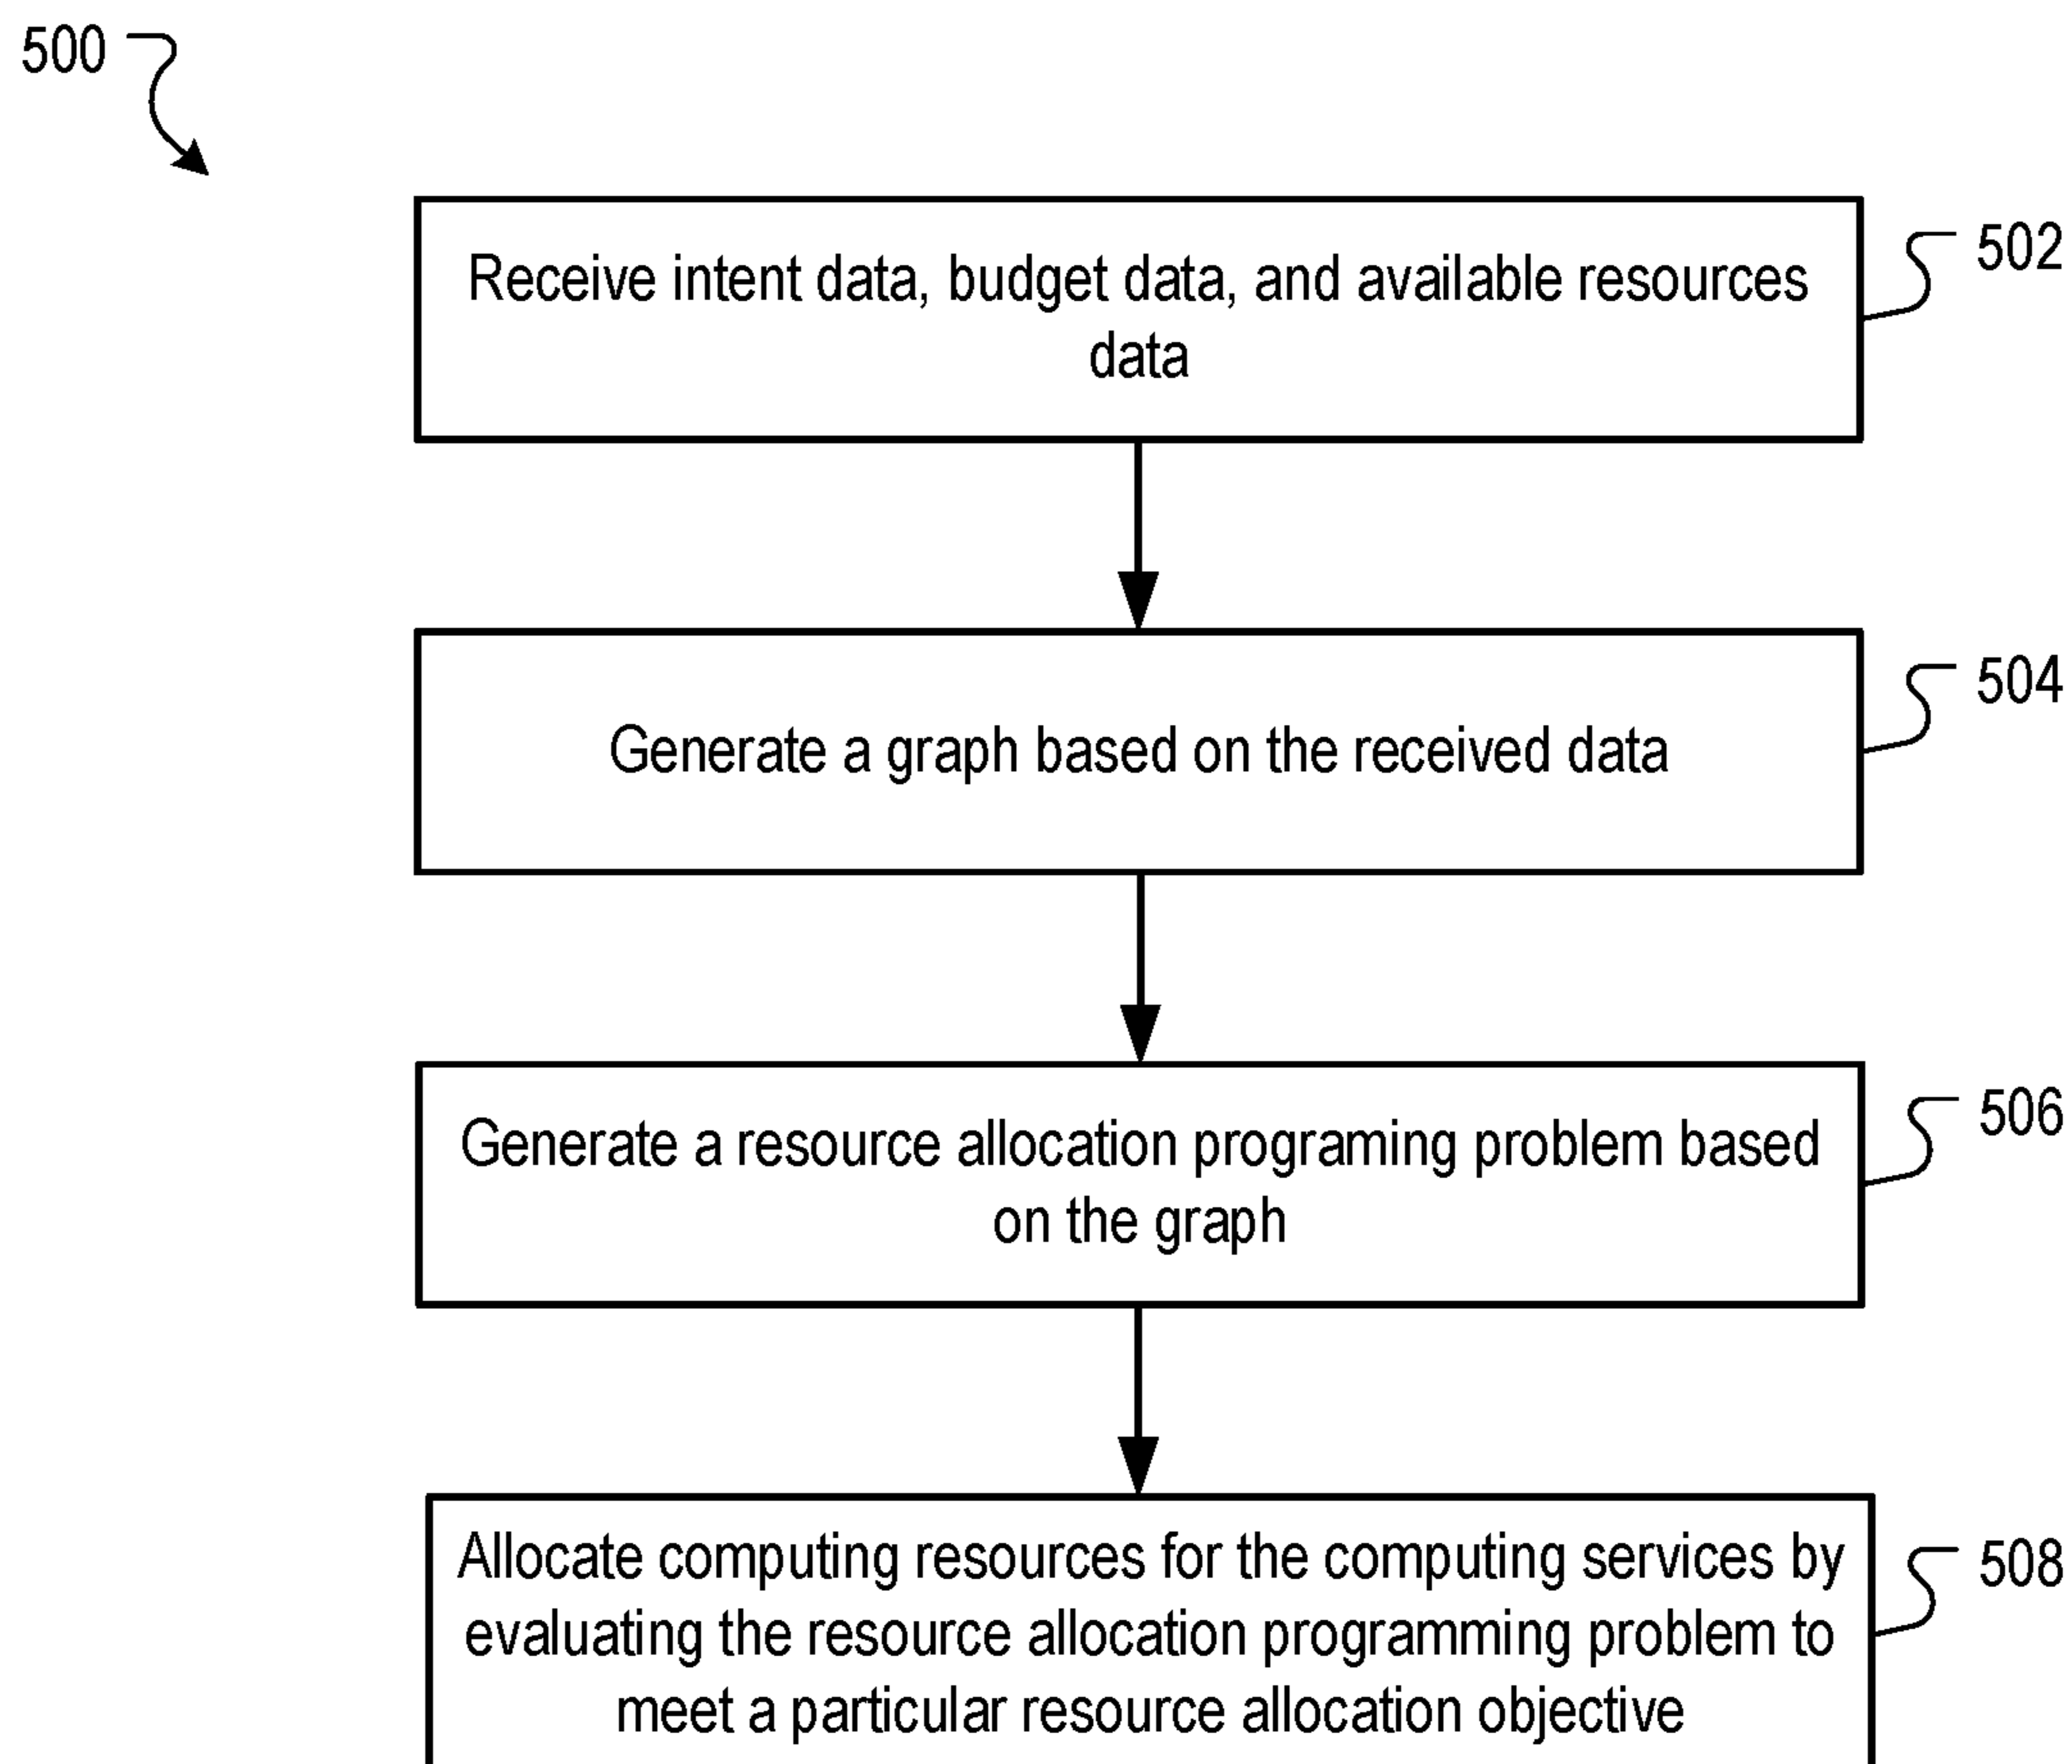 500
Receive intent data, budget data, and available resources
data
502
Generate a graph based on the received data
504
Generate a resource allocation programing problem based
on the graph
506
Allocate computing resources for the computing services by
evaluating the resource allocation programming problem to
meet a particular resource allocation objective
508